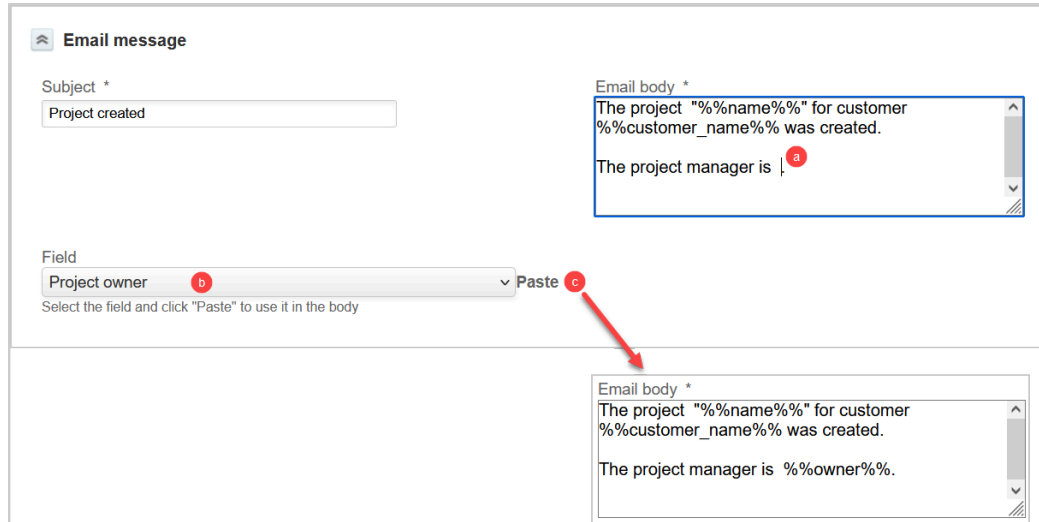 Email message
Subject *
Project created
Email body *
The project "%%name%%" for customer
%%customer_name%% was created.
The project manager is .
a
Field
Project owner
b
Paste
c
Select the field and click "Paste" to use it in the body
Email body *
The project "%%name%%" for customer
%%customer_name%% was created.
The project manager is %%owner%%.